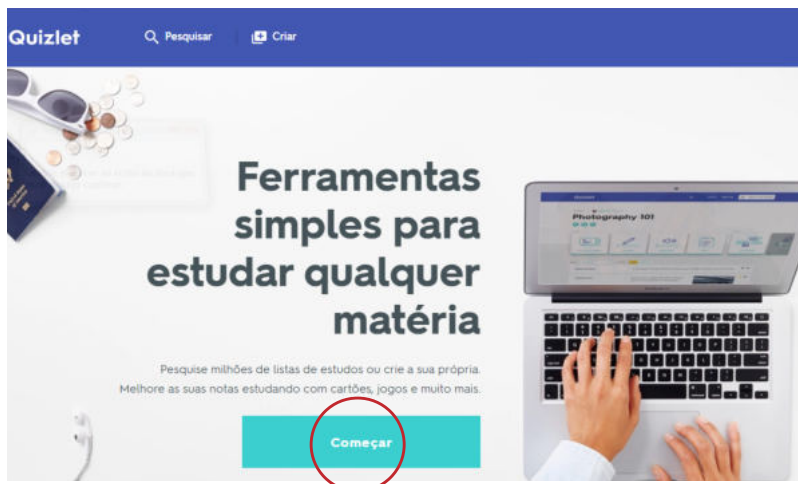 Quizlet
Pesquisar
Criar
Ferramentas
simples para
estudar qualquer
matéria
Photography 101
Pesquise milhões de listas de estudos ou crie a sua própria.
Melhore as suas notas estudando com cartões, jogos e muito mais.
Começar